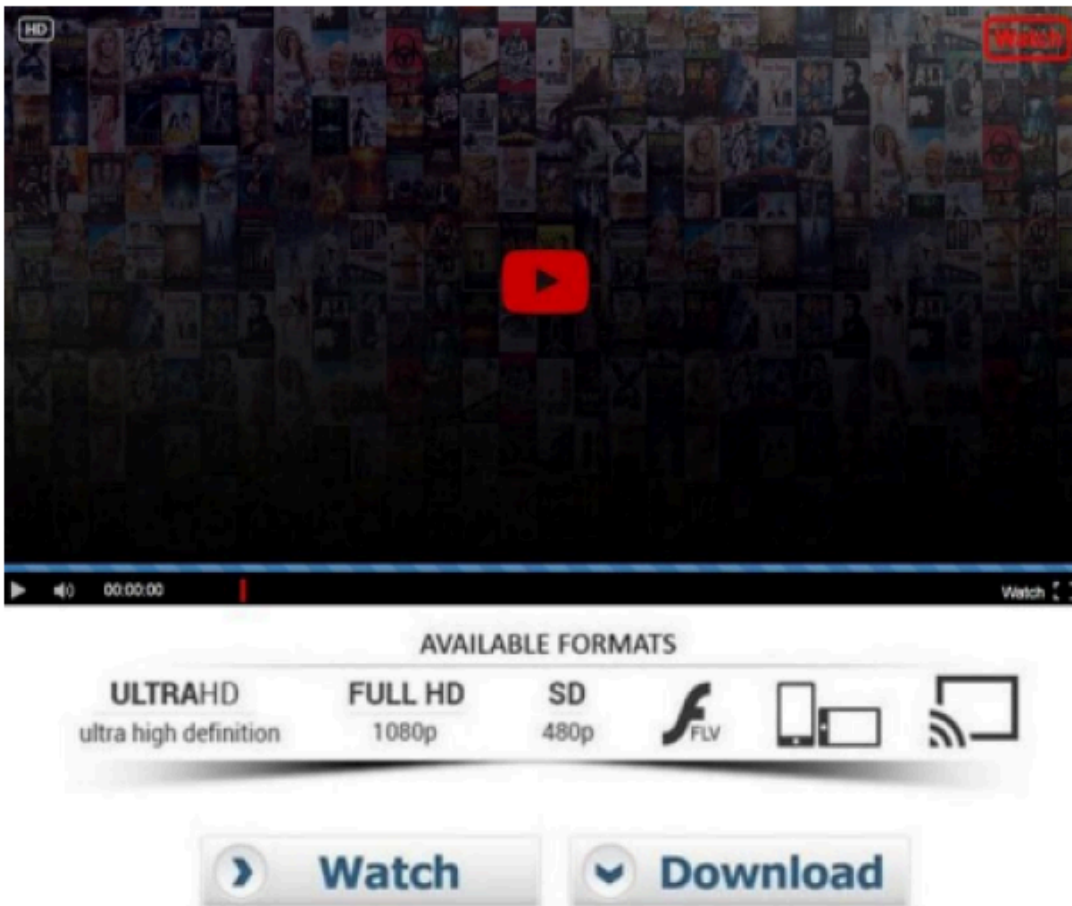 HD
Watch
00:00:00
Watch
AVAILABLE FORMATS
ULTRAHD FULL HD SD
ultra high definition 1080p 480p FLV
Watch Download